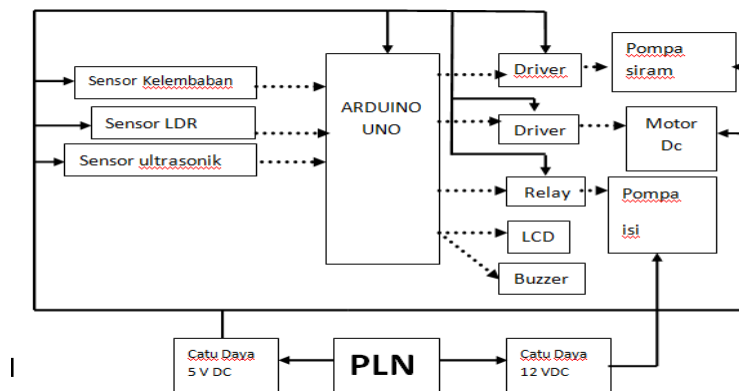 Sensor Kelembaban
Sensor LDR
Sensor ultrasonik
ARDUINO
UNO
Driver
Driver
Relay
LCD
Buzzer
Pompa
siram
Motor
Dc
Pompa
isi
Catu Daya
5 V DC
PLN
Catu Daya
12 VDC